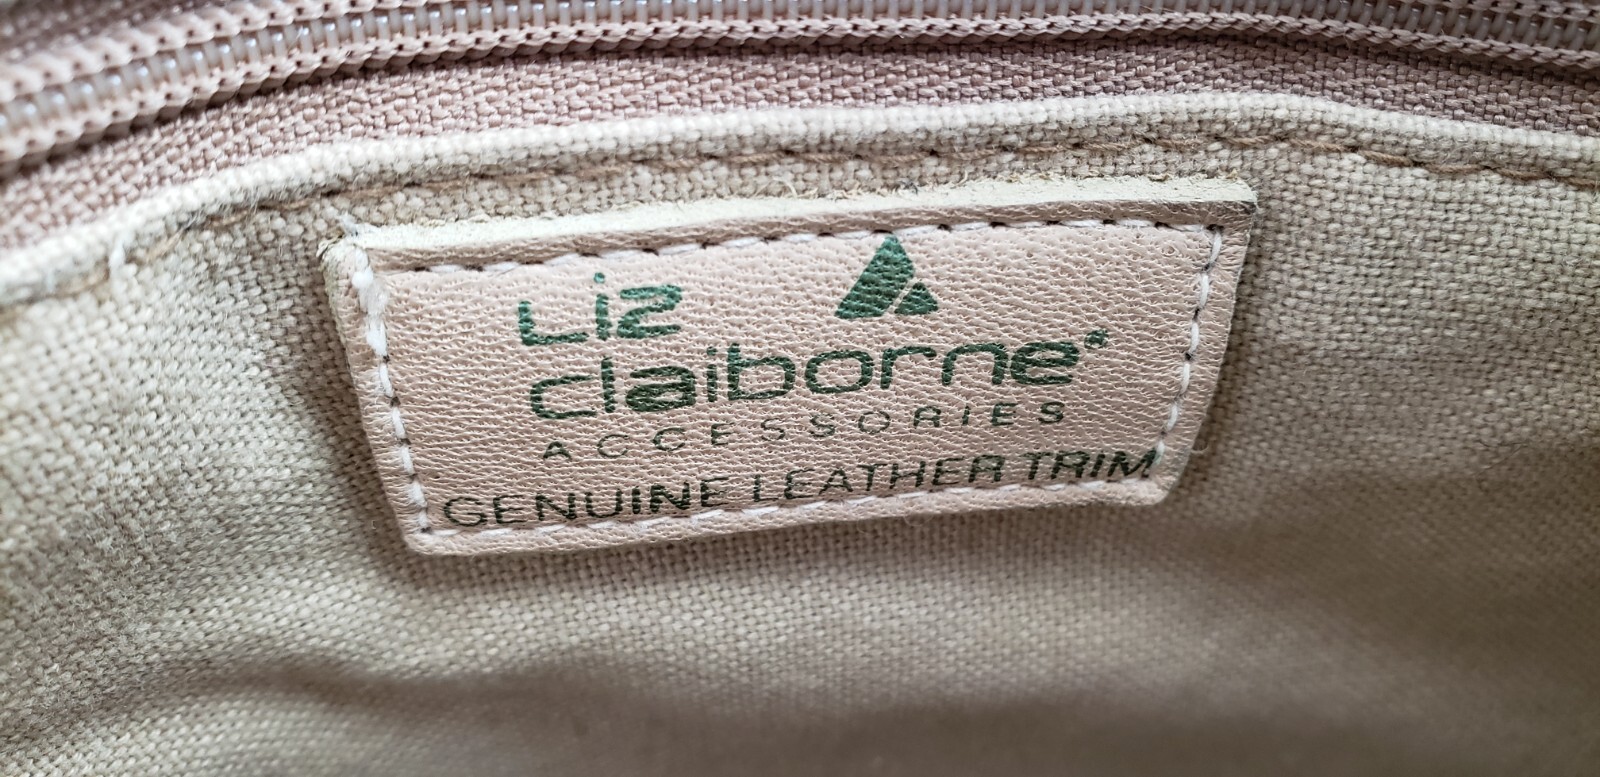 Liz
claiborne®
ACCESSORIES
GENUINE LEATHER TRIM